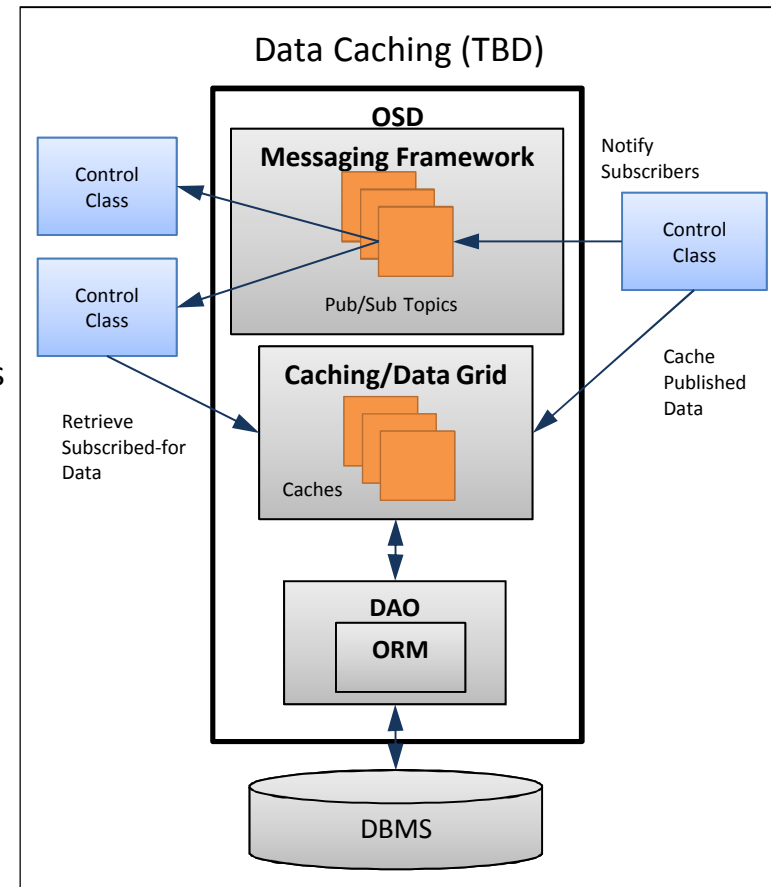 Data Caching (TBD)
OSD
Messaging Framework
Notify
Subscribers
Control
Class
Control
Class
Control
Class
Pub/Sub Topics
s
Caching/Data Grid
Cache
Published
Data
Retrieve
Subscribed-for
Data
Caches
DAO
ORM
DBMS